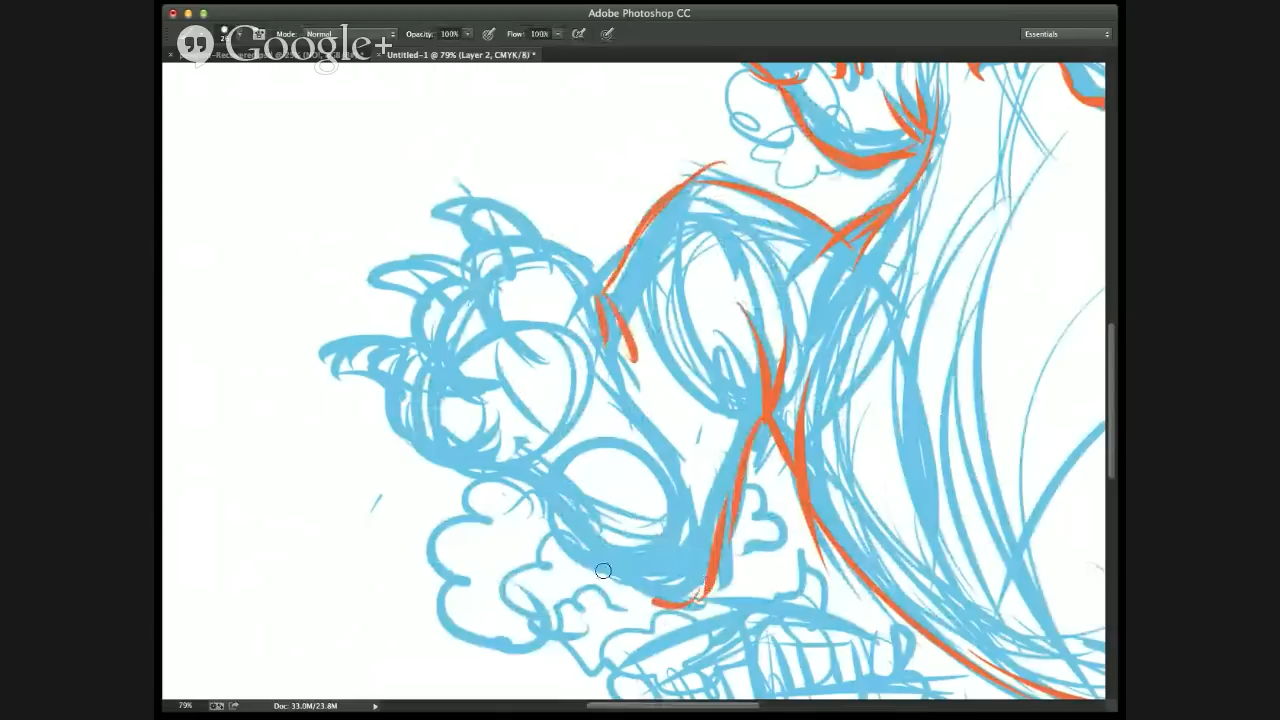 Adobe Photoshop CC
Google+
Mode: Normal Opacity: 100% Flow: 100% Essentials
Untitled-1 @ 79% (Layer 2, CMYK/8) *
79% Doc: 33.0M/23.8M